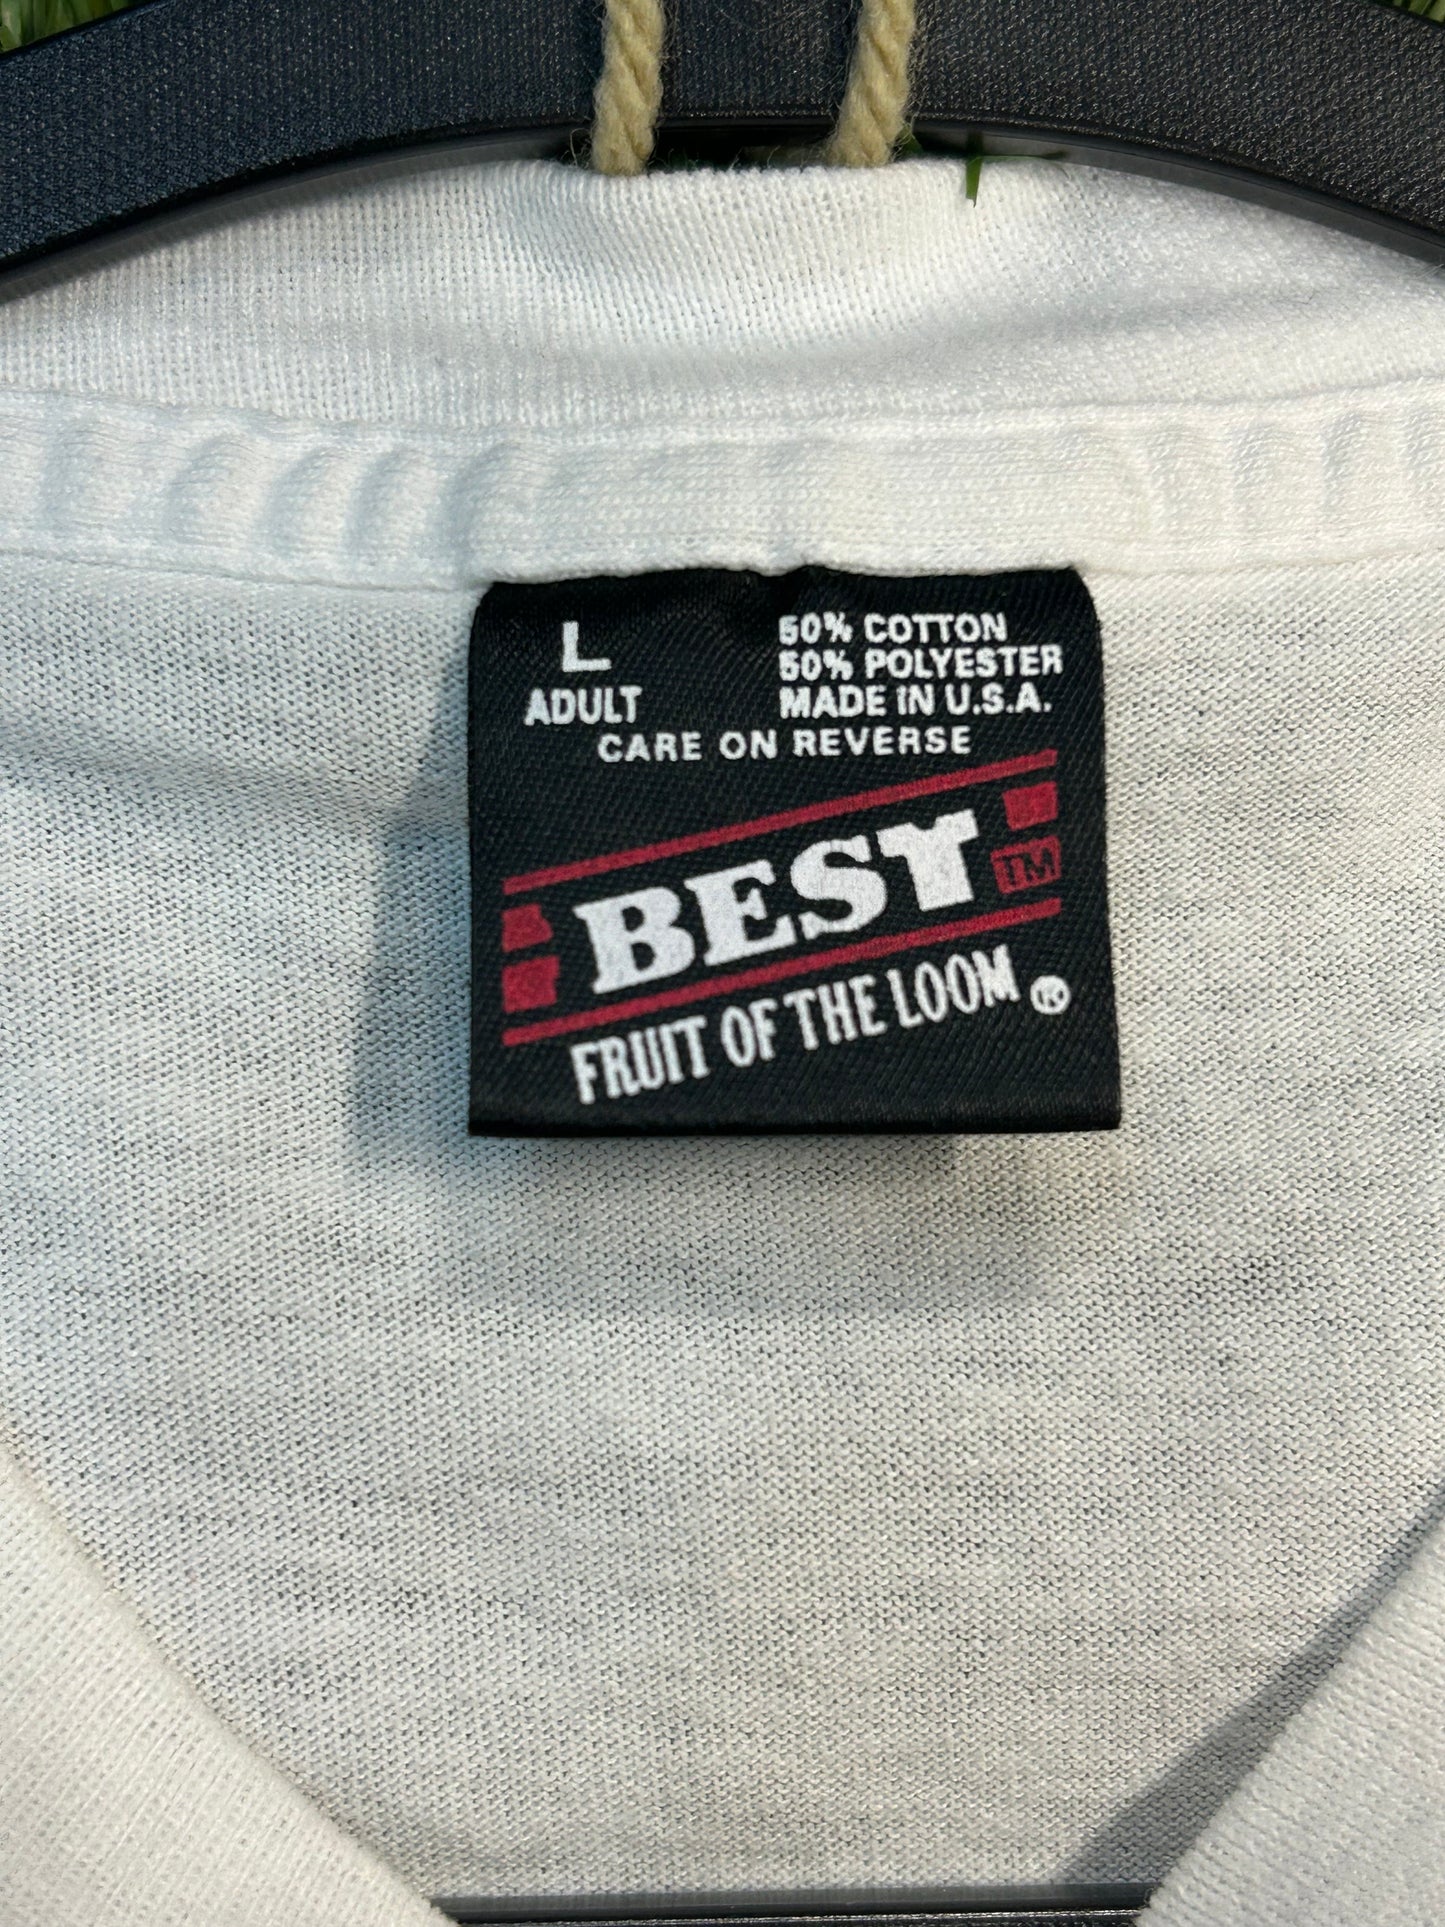 L
ADULT
50% COTTON
50% POLYESTER
MADE IN U.S.A.
CARE ON REVERSE
BEST TM
FRUIT OF THE LOOM ®